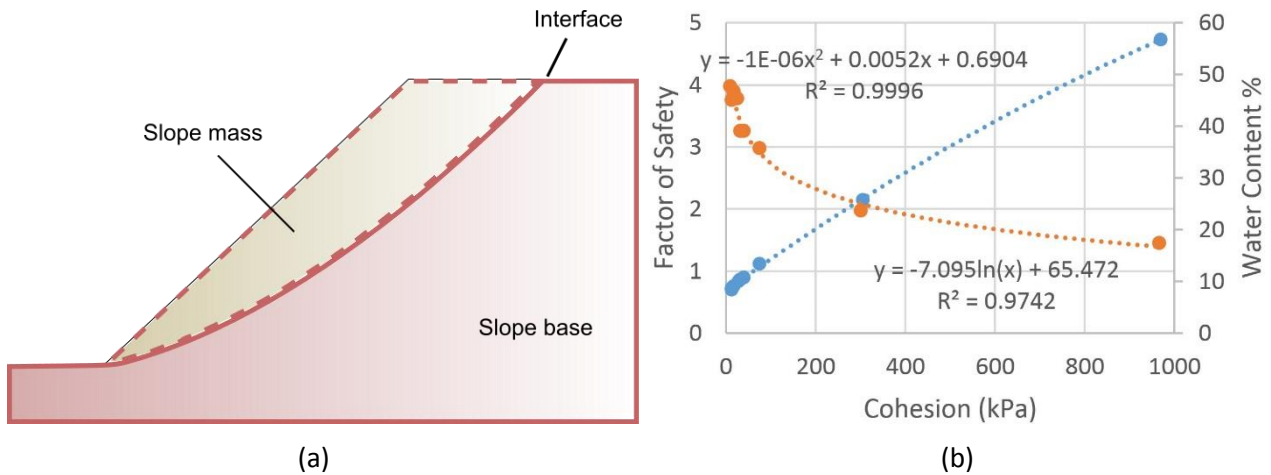 Interface
Slope mass
Slope base
(a)
5
4
3
2
1
0
Factor of Safety
y = -1E-06x² + 0.0052x + 0.6904
R² = 0.9996
y = -7.095ln(x) + 65.472
R² = 0.9742
60
50
40
30
20
10
0
Water Content %
0 200 400 600 800 1000
Cohesion (kPa)
(b)